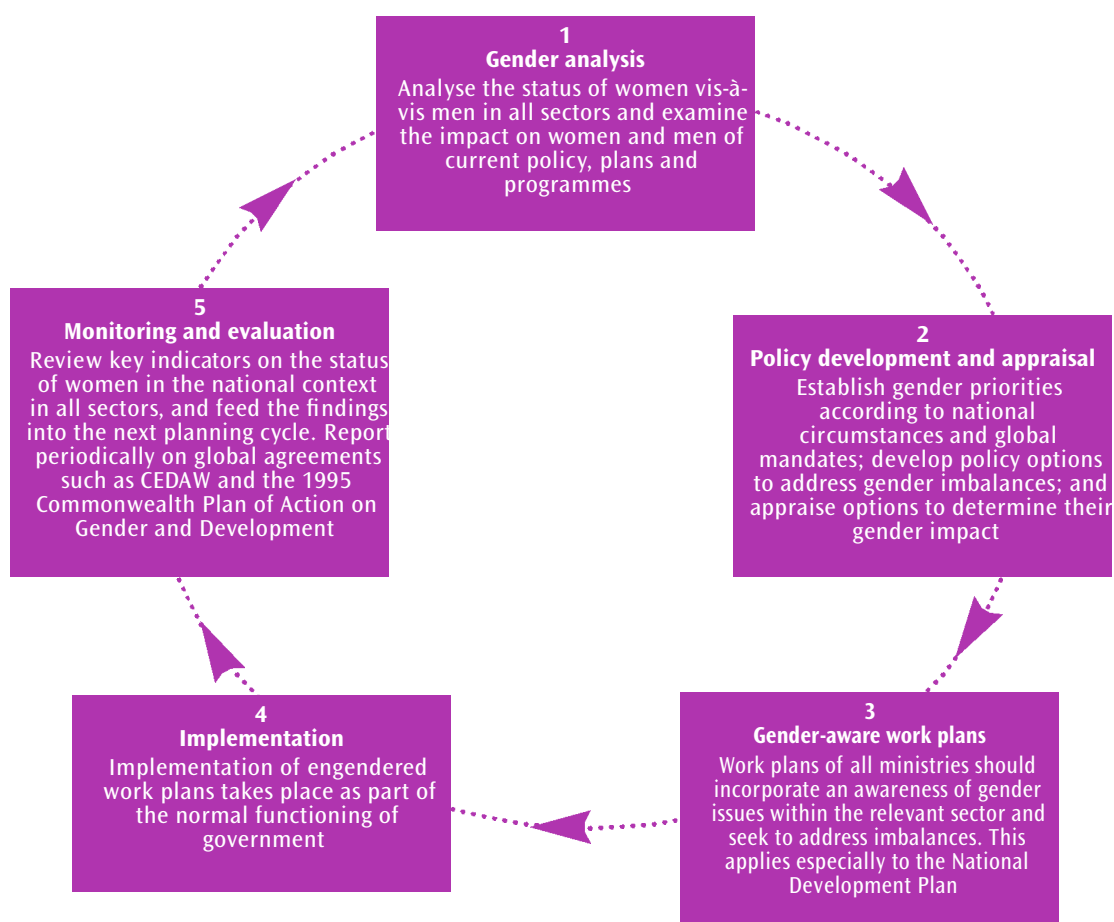 1
Gender analysis
Analyse the status of women vis-à-
vis men in all sectors and examine
the impact on women and men of
current policy, plans and
programmes
2
Policy development and appraisal
Establish gender priorities
according to national
circumstances and global
mandates; develop policy options
to address gender imbalances; and
appraise options to determine their
gender impact
3
Gender-aware work plans
Work plans of all ministries should
incorporate an awareness of gender
issues within the relevant sector and
seek to address imbalances. This
applies especially to the National
Development Plan
4
Implementation
Implementation of engendered
work plans takes place as part of
the normal functioning of
government
5
Monitoring and evaluation
Review key indicators on the status
of women in the national context
in all sectors, and feed the findings
into the next planning cycle. Report
periodically on global agreements
such as CEDAW and the 1995
Commonwealth Plan of Action on
Gender and Development